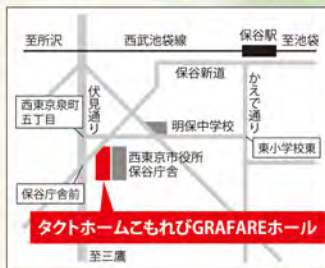 保谷駅
至所沢
西武池袋線
至池袋
保谷新道
伏見通り
かえで通り
西東京泉町
五丁目
明保中学校
東小学校東
西東京市役所
保谷庁舎
保谷庁舎前
タクトホームこもれびGRAFAREホール
至三鷹